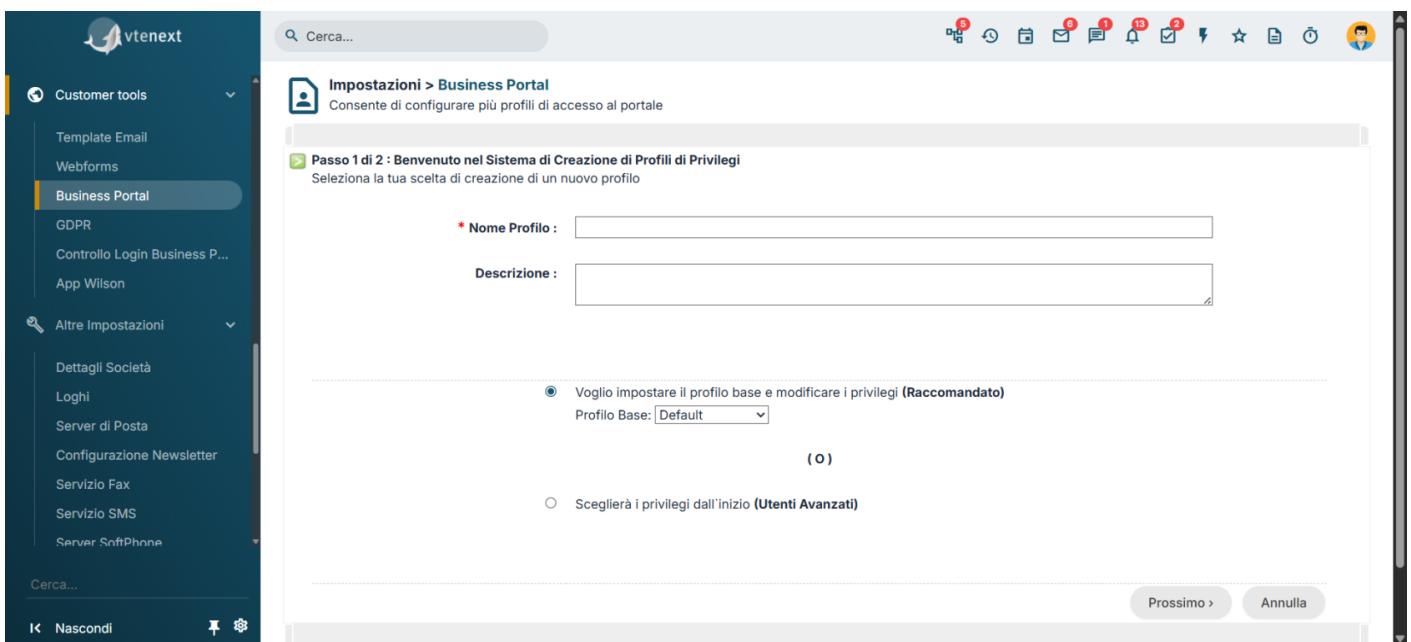 vtenext
Cerca...
5
6
1
13
2
Customer tools
Template Email
Webforms
Business Portal
GDPR
Controllo Login Business P...
App Wilson
Altre Impostazioni
Dettagli Società
Loghi
Server di Posta
Configurazione Newsletter
Servizio Fax
Servizio SMS
Server SoftPhone
Cerca...
Nascondi
Impostazioni > Business Portal
Consente di configurare più profili di accesso al portale
Passo 1 di 2 : Benvenuto nel Sistema di Creazione di Profili di Privilegi
Seleziona la tua scelta di creazione di un nuovo profilo
* Nome Profilo :
Descrizione :
Voglio impostare il profilo base e modificare i privilegi (Raccomandato)
Profilo Base: Default
( O )
Sceglierà i privilegi dall`inizio (Utenti Avanzati)
Prossimo ›
Annulla